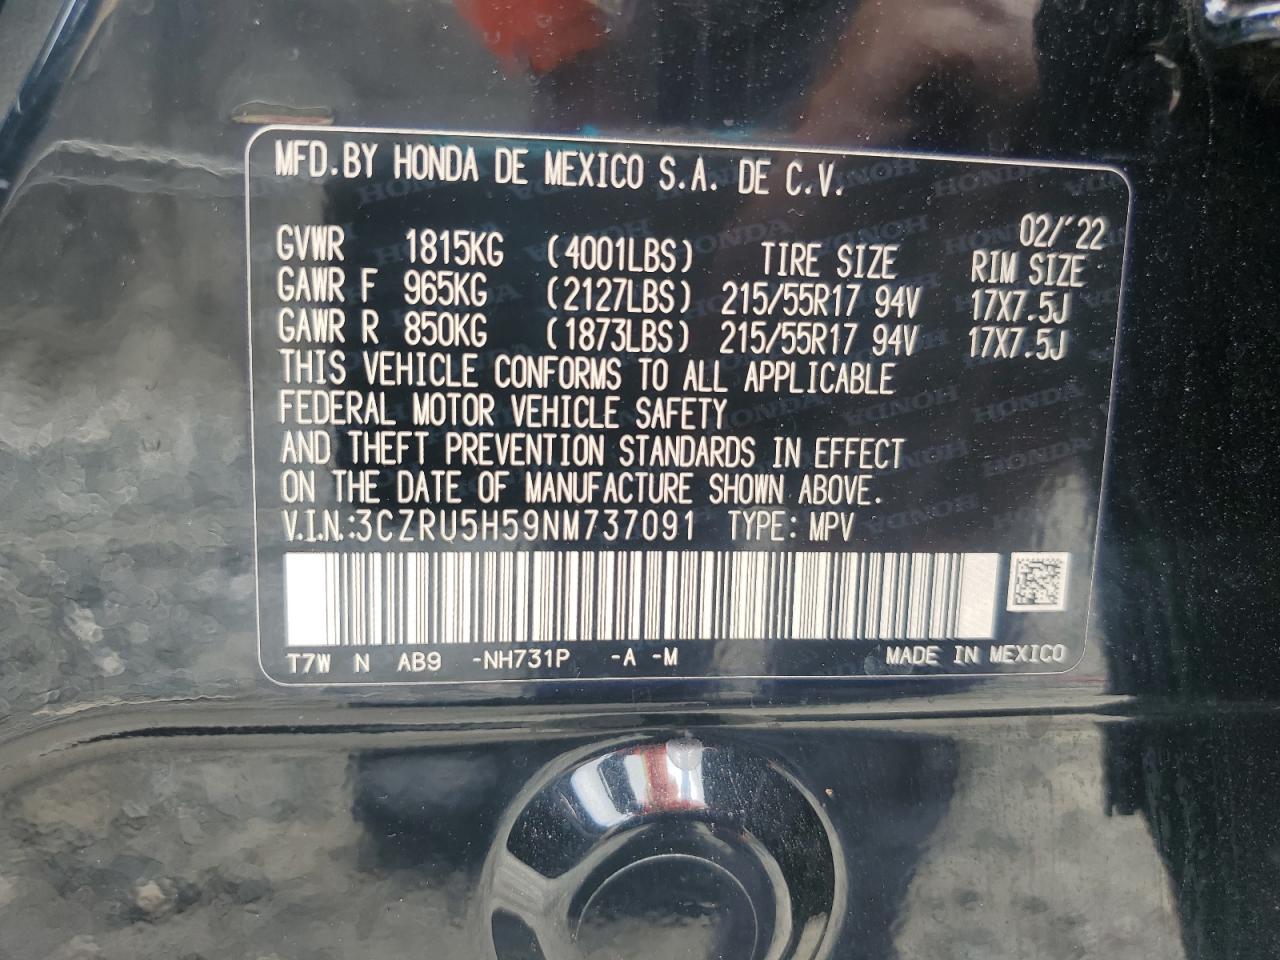 MFD.BY HONDA DE MEXICO S.A. DE C.V.
02/'22
GVWR 1815KG (4001LBS) TIRE SIZE RIM SIZE
GAWR F 965KG (2127LBS) 215/55R17 94V 17X7.5J
GAWR R 850KG (1873LBS) 215/55R17 94V 17X7.5J
THIS VEHICLE CONFORMS TO ALL APPLICABLE
FEDERAL MOTOR VEHICLE SAFETY
AND THEFT PREVENTION STANDARDS IN EFFECT
ON THE DATE OF MANUFACTURE SHOWN ABOVE.
V.I.N.:3CZRU5H59NM737091 TYPE: MPV
T7W N AB9 -NH731P -A -M MADE IN MEXICO